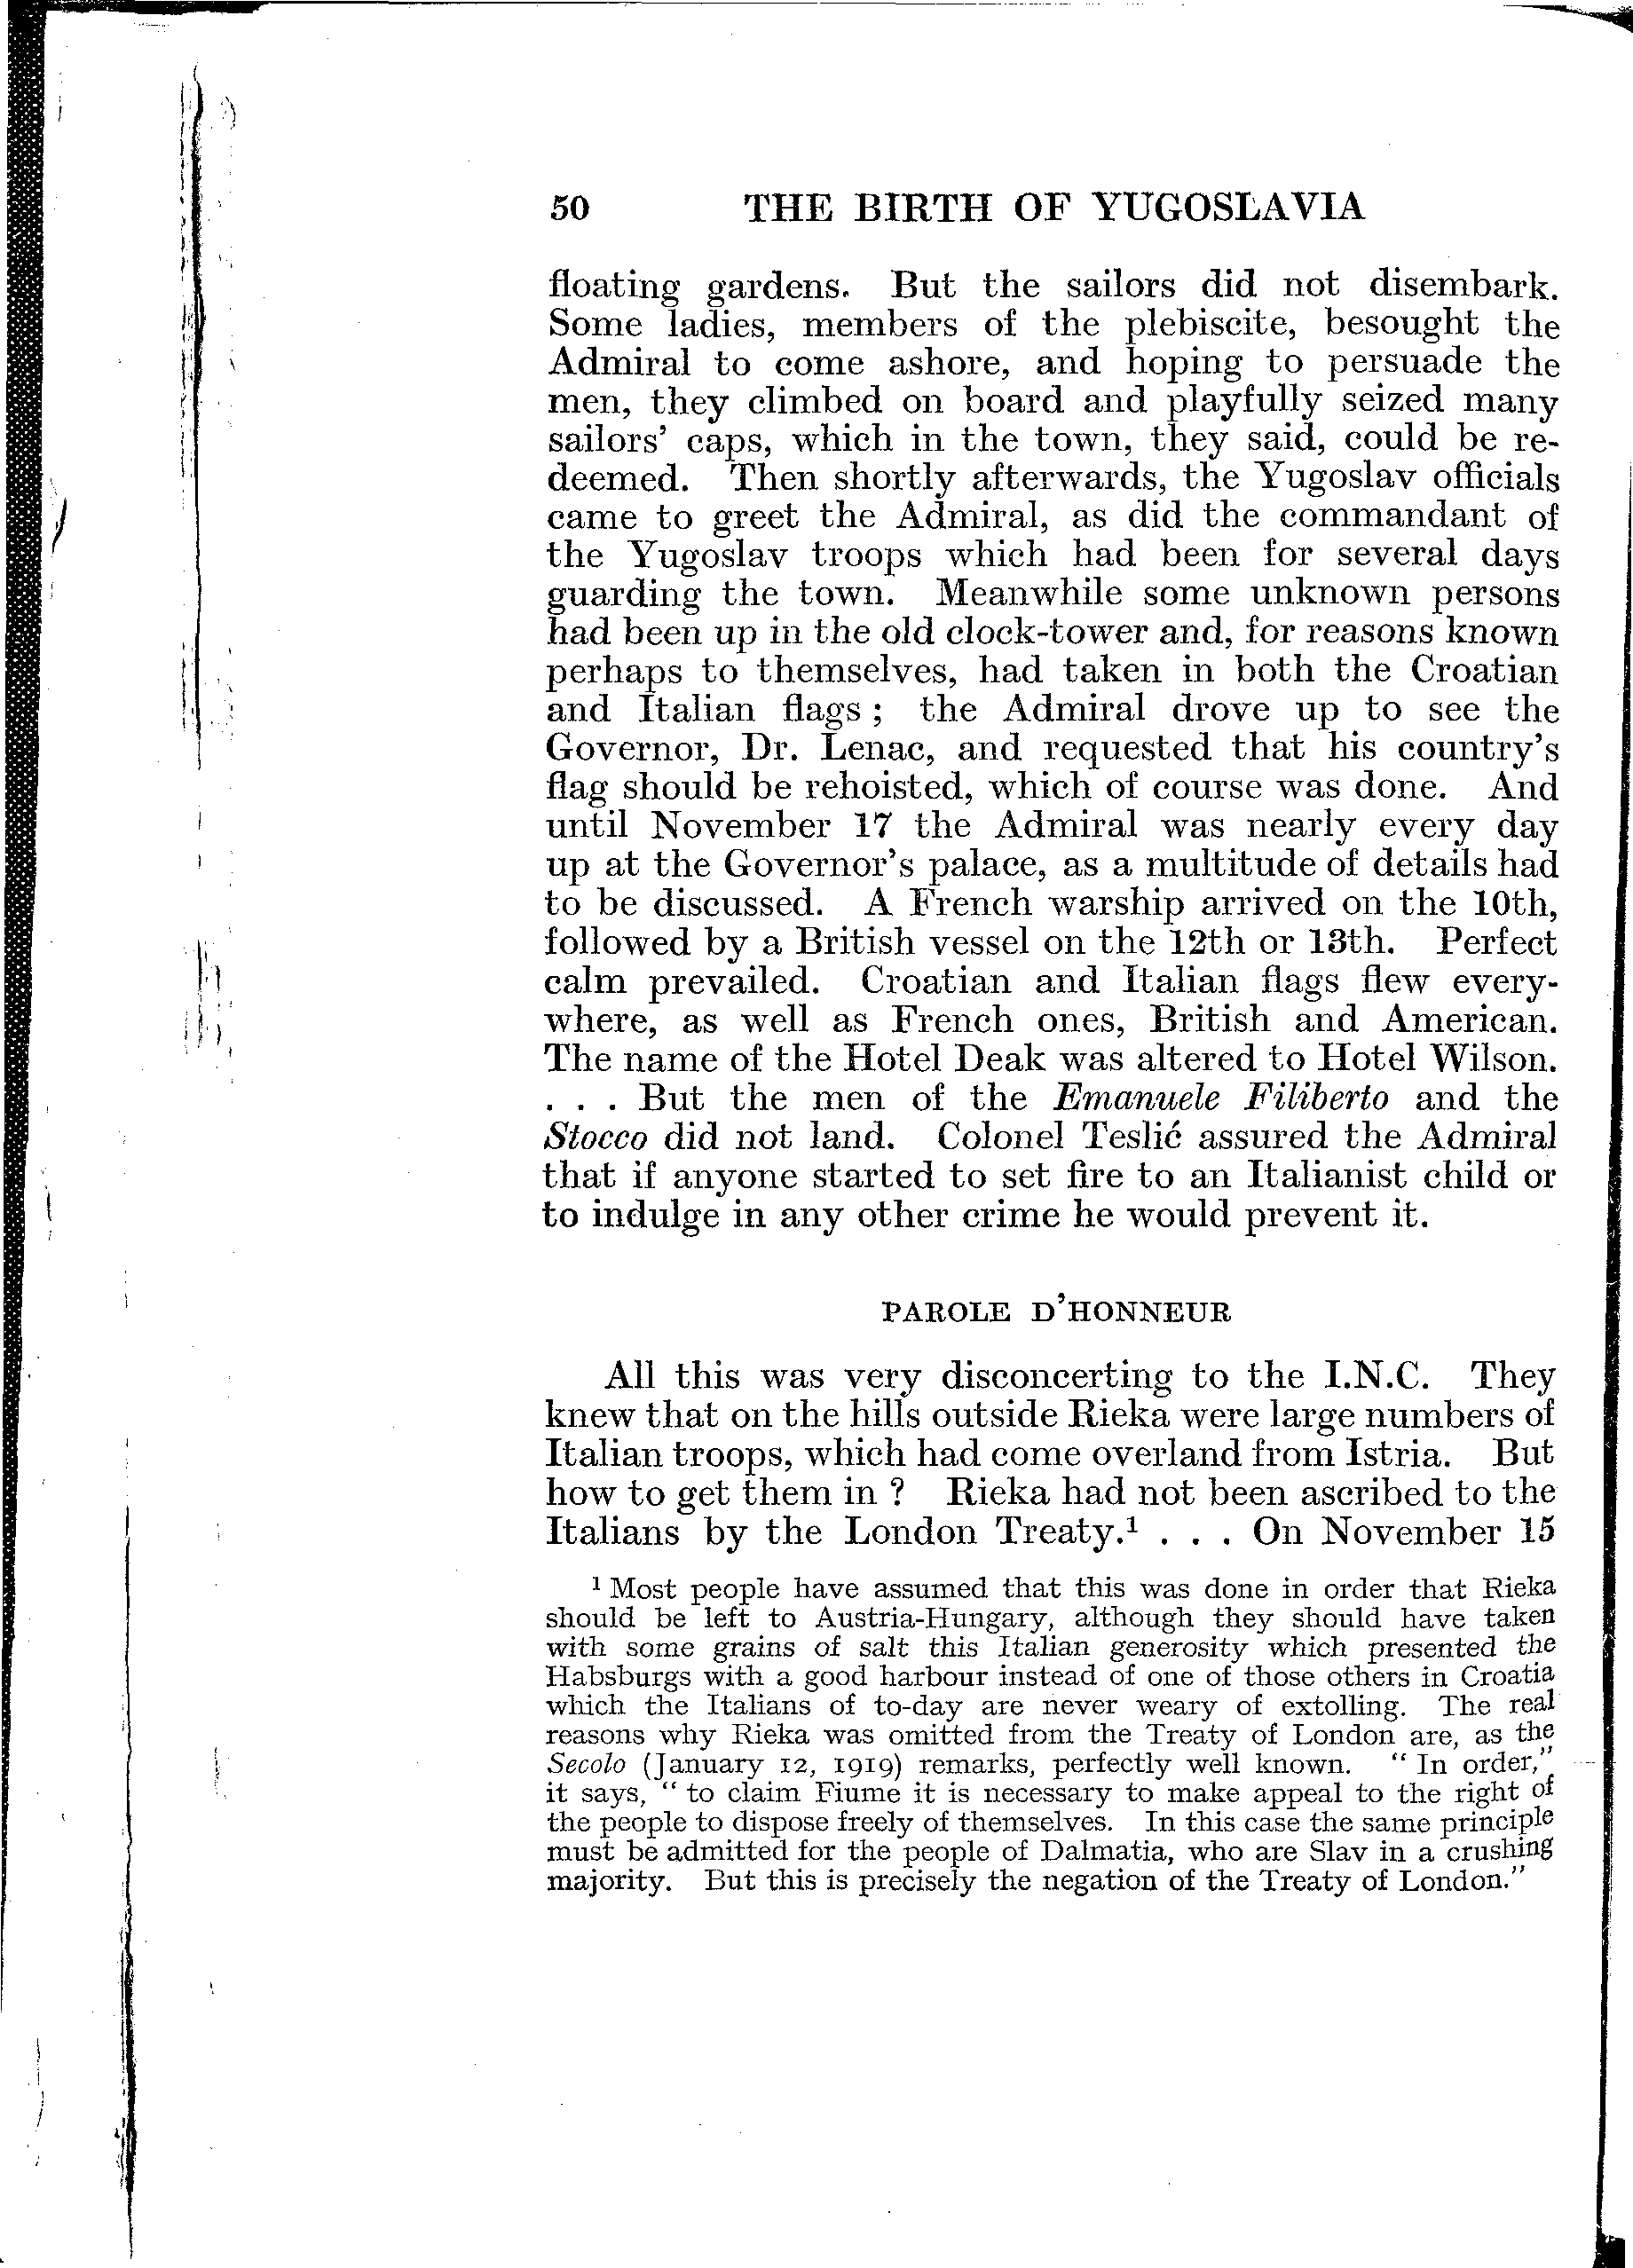 50 THE BIRTH OF YUGOSLAVIA
floating gardens. But the sailors did not disembark.
Some ladies, members of the plebiscite, besought the
Admiral to come ashore, and hoping to persuade the
men, they climbed on board and playfully seized many
sailors' caps, which in the town, they said, could be re-
deemed. Then shortly afterwards, the Yugoslav officials
came to greet the Admiral, as did the commandant of
the Yugoslav troops which had been for several days
guarding the town. Meanwhile some unknown persons
had been up in the old clock-tower and, for reasons known
perhaps to themselves, had taken in both the Croatian
and Italian flags ; the Admiral drove up to see the
Governor, Dr. Lenac, and requested that his country's
flag should be rehoisted, which of course was done. And
until November 17 the Admiral was nearly every day
up at the Governor's palace, as a multitude of details had
to be discussed. A French warship arrived on the 10th,
followed by a British vessel on the 12th or 13th. Perfect
calm prevailed. Croatian and Italian flags flew every-
where, as well as French ones, British and American.
The name of the Hotel Deak was altered to Hotel Wilson.
. . . But the men of the Emanuele Filiberto and the
Stocco did not land. Colonel Teslić assured the Admiral
that if anyone started to set fire to an Italianist child or
to indulge in any other crime he would prevent it.
PAROLE D'HONNEUR
All this was very disconcerting to the I.N.C. They
knew that on the hills outside Rieka were large numbers of
Italian troops, which had come overland from Istria. But
how to get them in ? Rieka had not been ascribed to the
Italians by the London Treaty.¹ . . . On November 15
¹ Most people have assumed that this was done in order that Rieka
should be left to Austria-Hungary, although they should have taken
with some grains of salt this Italian generosity which presented the
Habsburgs with a good harbour instead of one of those others in Croatia
which the Italians of to-day are never weary of extolling. The real
reasons why Rieka was omitted from the Treaty of London are, as the
Secolo (January 12, 1919) remarks, perfectly well known. " In order,"
it says, " to claim Fiume it is necessary to make appeal to the right of
the people to dispose freely of themselves. In this case the same principle
must be admitted for the people of Dalmatia, who are Slav in a crushing
majority. But this is precisely the negation of the Treaty of London."